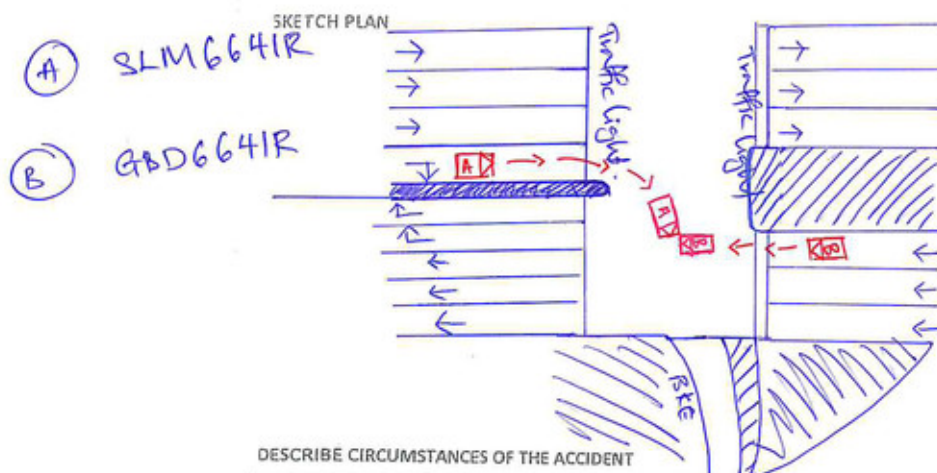 SKETCH PLAN
A SLM6641R
B GBD6641R
Traffic light.
Traffic light
A
A
B
B
BKE
DESCRIBE CIRCUMSTANCES OF THE ACCIDENT